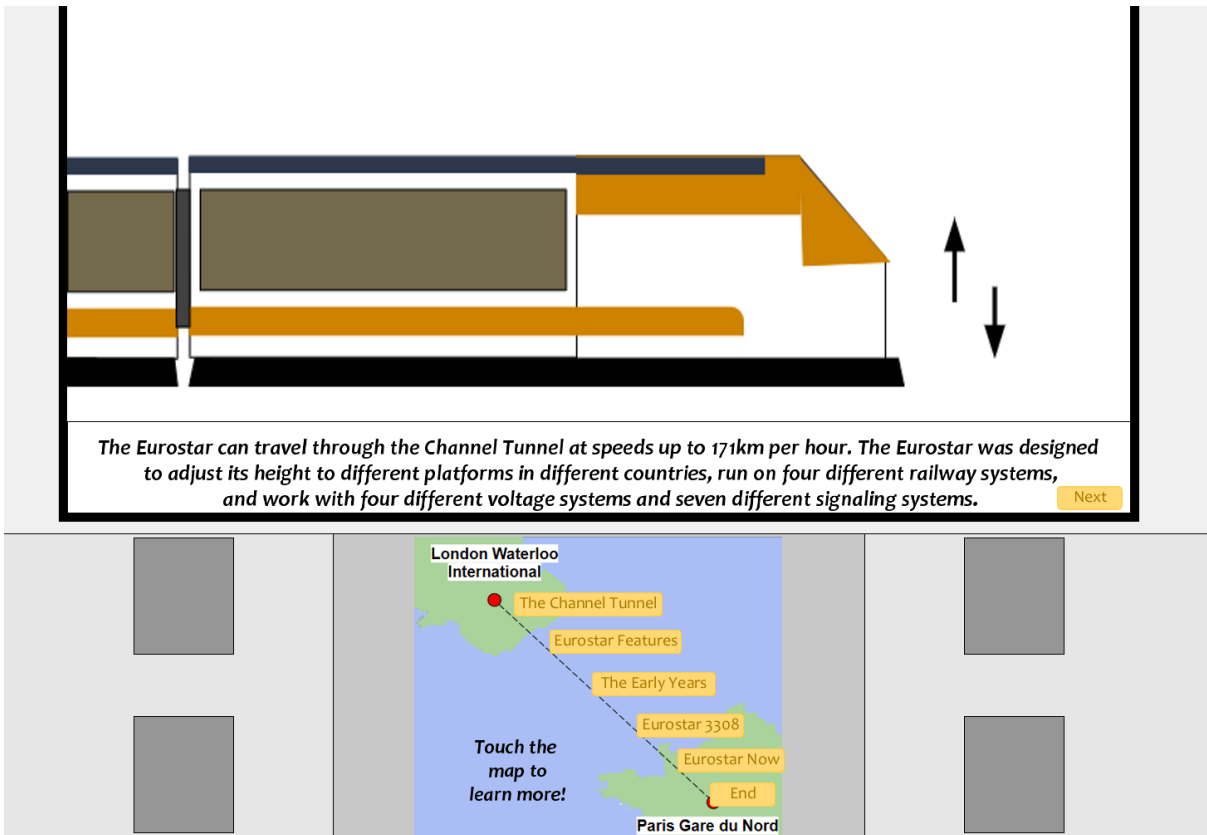 The Eurostar can travel through the Channel Tunnel at speeds up to 171km per hour. The Eurostar was designed
to adjust its height to different platforms in different countries, run on four different railway systems,
and work with four different voltage systems and seven different signaling systems.
Next
London Waterloo
International
The Channel Tunnel
Eurostar Features
The Early Years
Eurostar 3308
Eurostar Now
End
Touch the
map to
learn more!
Paris Gare du Nord